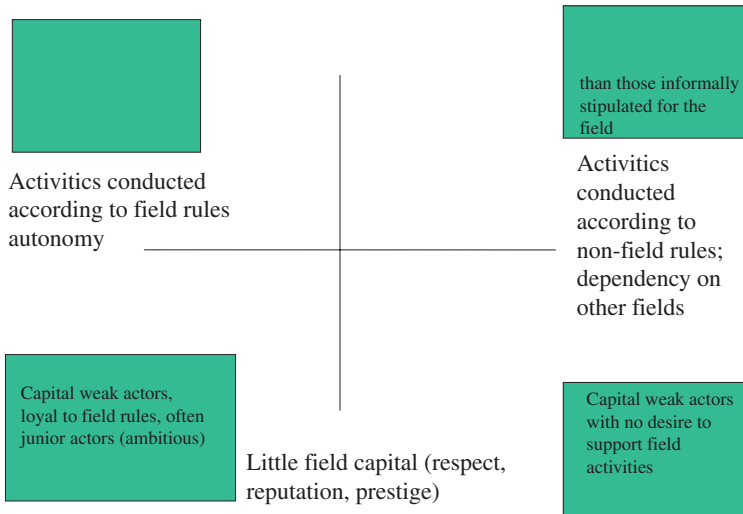 than those informally
stipulated for the
field
Activitics conducted
according to field rules
autonomy
Activitics
conducted
according to
non-field rules;
dependency on
other fields
Capital weak actors,
loyal to field rules, often
junior actors (ambitious)
Little field capital (respect,
reputation, prestige)
Capital weak actors
with no desire to
support field
activities